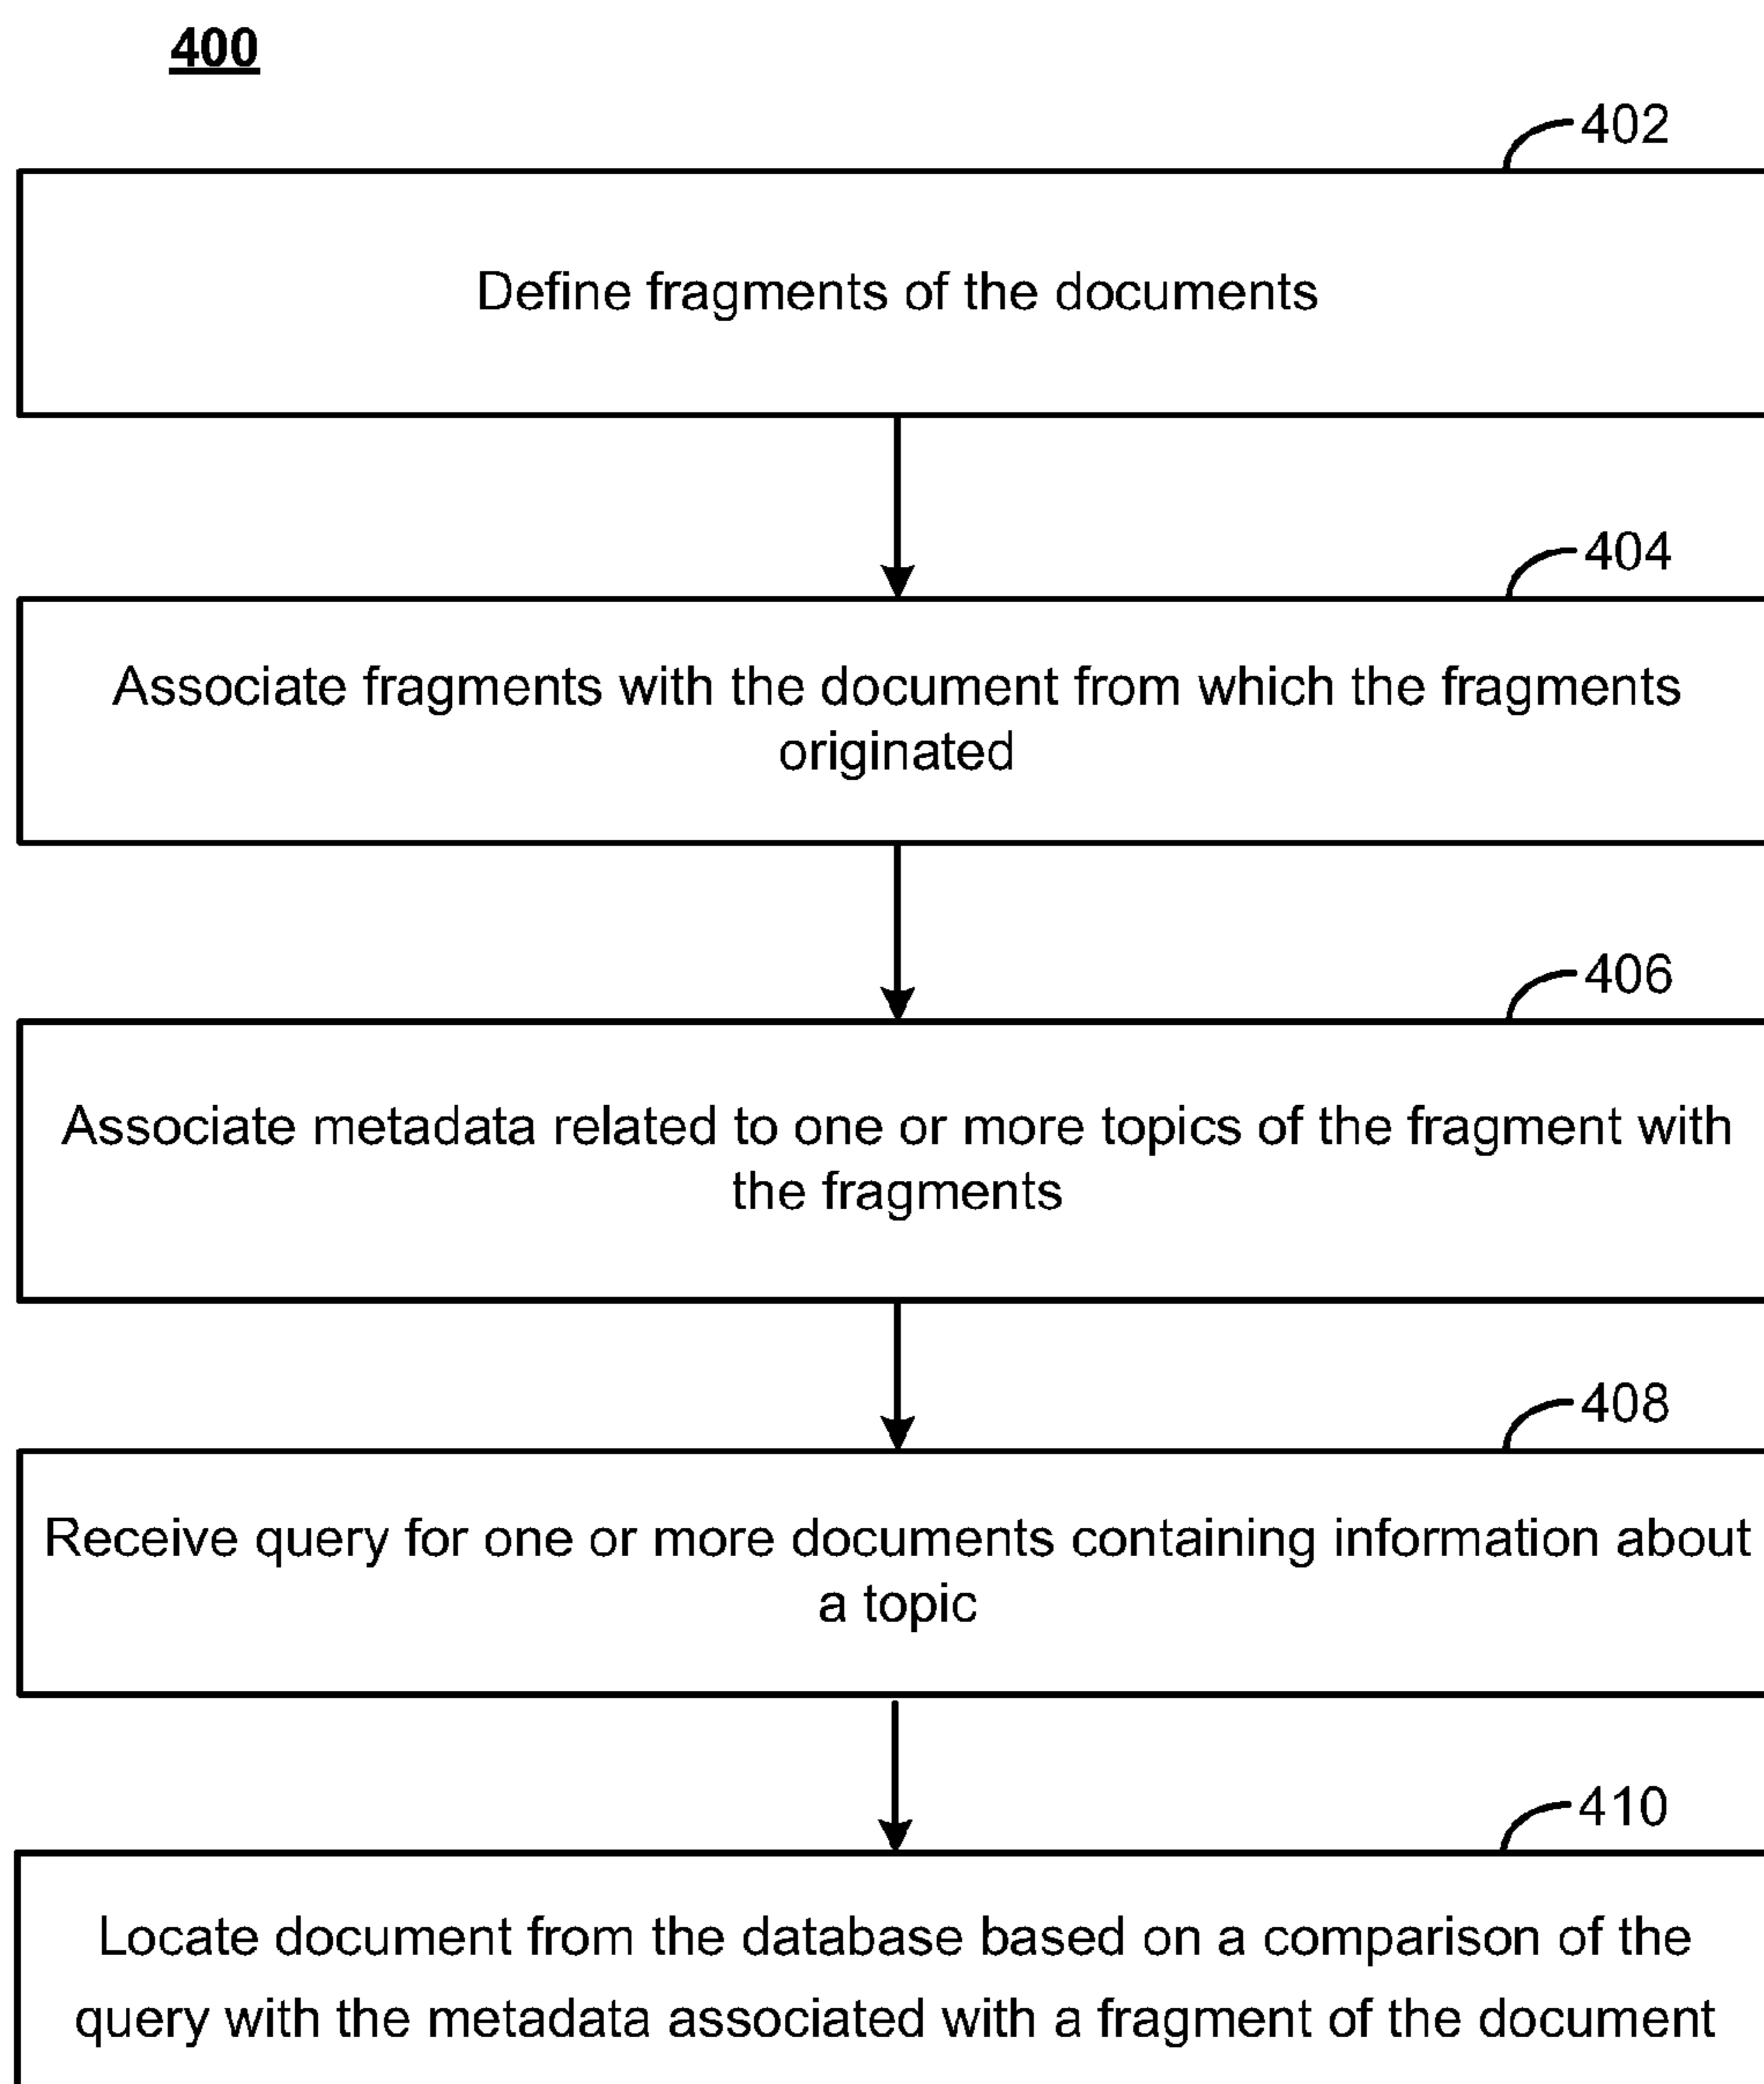 400
402
Define fragments of the documents
404
Associate fragments with the document from which the fragments
originated
406
Associate metadata related to one or more topics of the fragment with
the fragments
408
Receive query for one or more documents containing information about
a topic
410
Locate document from the database based on a comparison of the
query with the metadata associated with a fragment of the document